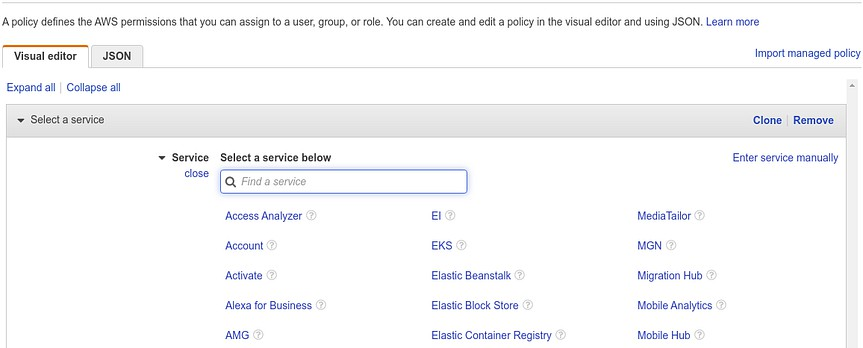 A policy defines the AWS permissions that you can assign to a user, group, or role. You can create and edit a policy in the visual editor and using JSON. Learn more
Visual editor JSON Import managed policy
Expand all | Collapse all
Select a service Clone | Remove
Service Select a service below Enter service manually
close Find a service
Access Analyzer ? EI ? MediaTailor ?
Account ? EKS ? MGN ?
Activate ? Elastic Beanstalk ? Migration Hub ?
Alexa for Business ? Elastic Block Store ? Mobile Analytics ?
AMG ? Elastic Container Registry ? Mobile Hub ?